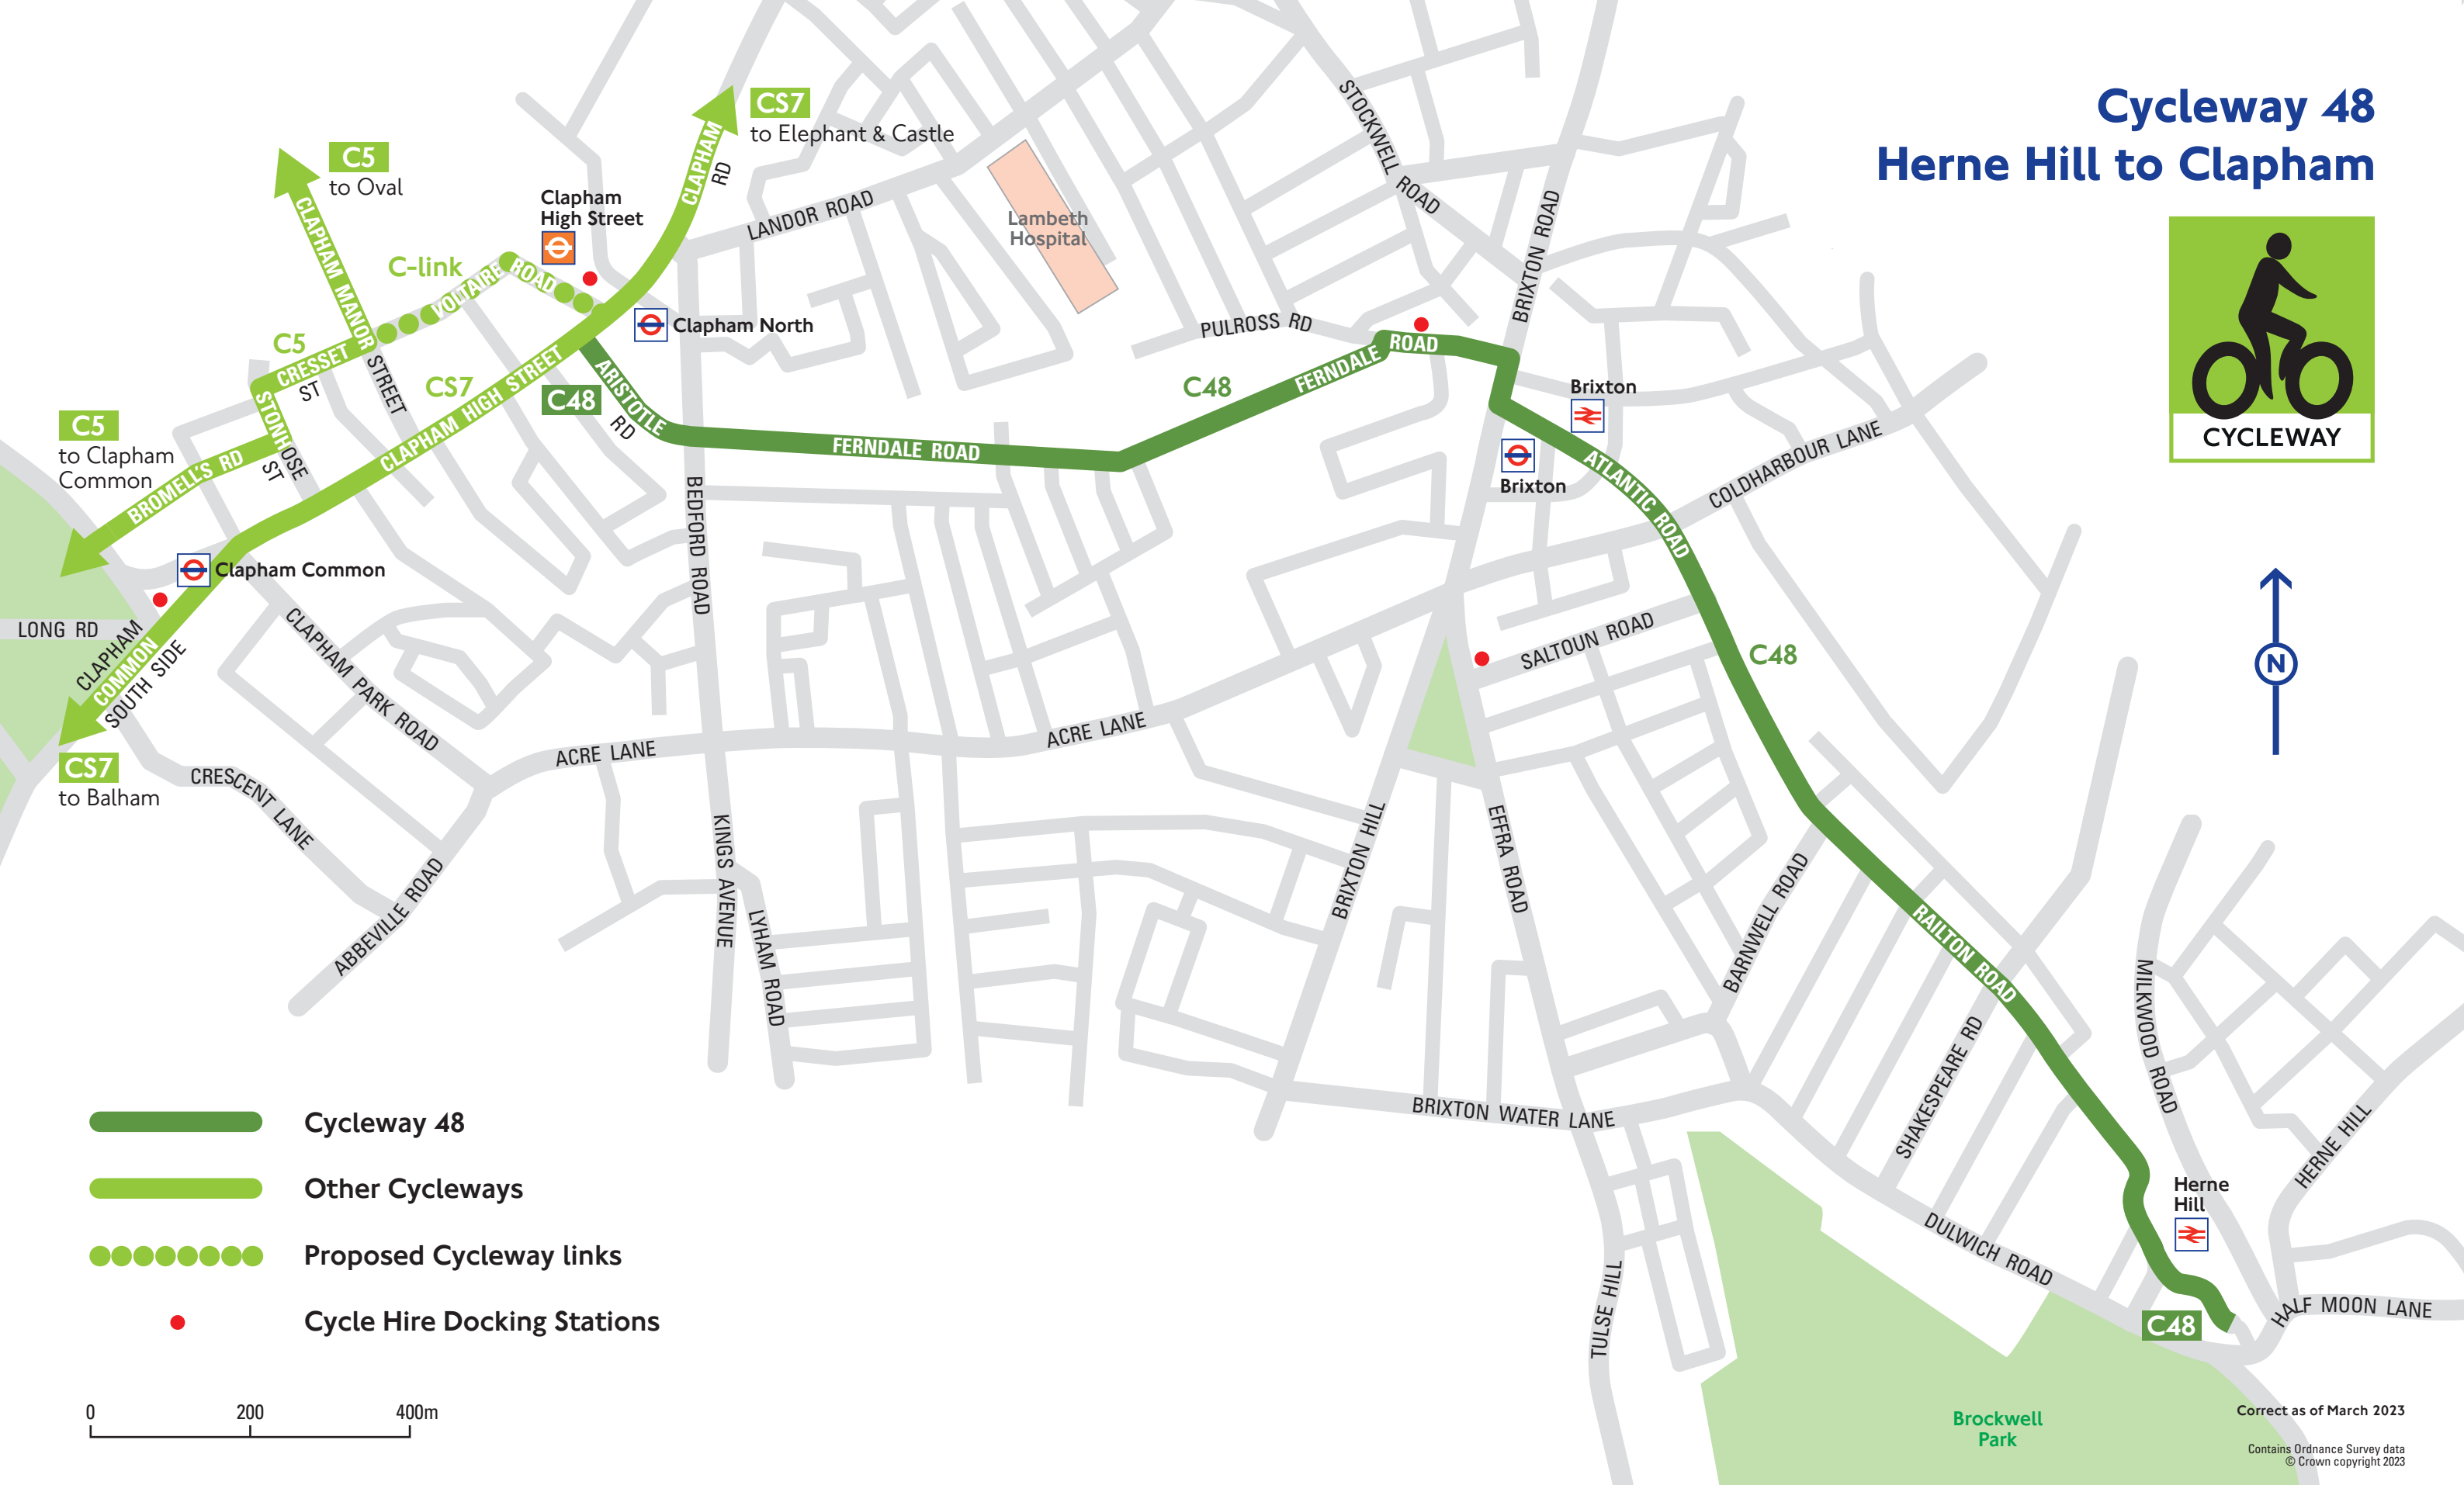 Cycleway 48
Herne Hill to Clapham
CYCLEWAY
N
CS7
to Elephant & Castle
CLAPHAM
RD
C5
to Oval
CLAPHAM MANOR
STREET
Clapham
High Street
C-link
VOLTAIRE
ROAD
Clapham North
C5
CRESSET
ST
STONHOSE
ST
CS7
CLAPHAM HIGH STREET
C48
ARISTOTLE
RD
C5
to Clapham
Common
BROMELL'S RD
Clapham Common
LONG RD
CLAPHAM
COMMON
SOUTH SIDE
CS7
to Balham
LANDOR ROAD
Lambeth
Hospital
STOCKWELL ROAD
BRIXTON ROAD
PULROSS RD
FERNDALE ROAD
C48
FERNDALE
ROAD
Brixton
Brixton
ATLANTIC ROAD
COLDHARBOUR LANE
BEDFORD ROAD
SALTOUN ROAD
C48
CLAPHAM PARK ROAD
ACRE LANE
ACRE LANE
CRESCENT LANE
ABBEVILLE ROAD
KINGS AVENUE
LYHAM ROAD
BRIXTON HILL
EFFRA ROAD
BARNWELL ROAD
RAILTON ROAD
SHAKESPEARE RD
MILKWOOD ROAD
HERNE HILL
BRIXTON WATER LANE
DULWICH ROAD
TULSE HILL
Herne
Hill
C48
HALF MOON LANE
Brockwell
Park
Cycleway 48
Other Cycleways
Proposed Cycleway links
Cycle Hire Docking Stations
0 200 400m
Correct as of March 2023
Contains Ordnance Survey data
© Crown copyright 2023